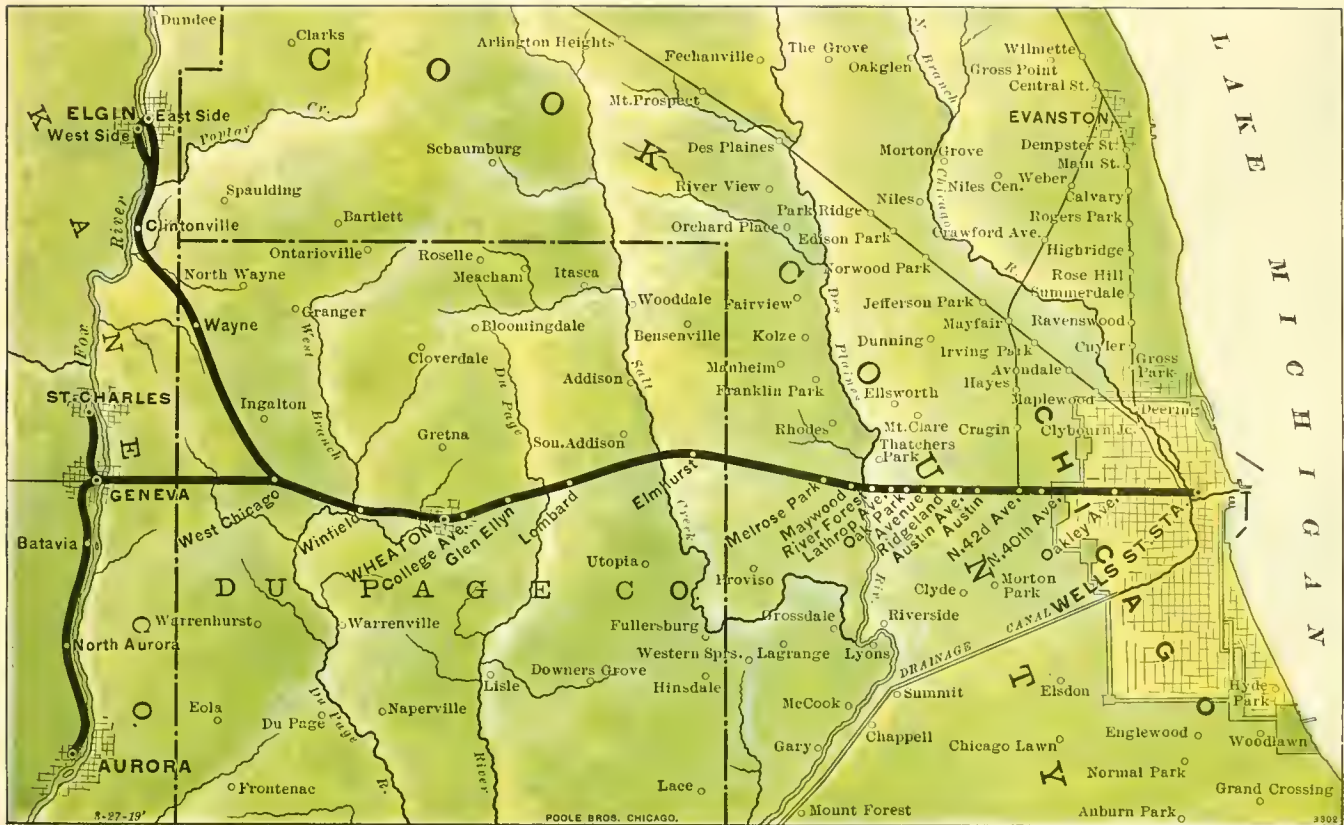 Dundee
Clarks
Arlington Heights
Fechanville
The Grove
Oakglen
N. Branch
Gross Point
Wilmette
Central St.
LAKE MICHIGAN
COOK COUNTY
KANE CO.
ELGIN
East Side
West Side
Poplar Cr.
Mt. Prospect
EVANSTON
Schaumburg
Des Plaines
Morton Grove
Dempster St.
Main St.
Spaulding
River View
Niles
Niles Cen.
Weber
Calvary
Chicago R.
Bartlett
Orchard Place
Park Ridge
Edison Park
Crawford Ave.
Rogers Park
Clintonville
River
Ontarioville
Roselle
Meacham
Itasca
Norwood Park
Highbridge
Rose Hill
Summerdale
North Wayne
Granger
Wooddale
Fairview
Des Plaines Riv.
Jefferson Park
Wayne
Bloomingdale
Bensenville
Kolze
Dunning
Mayfair
Ravenswood
Irving Park
Cuyler
Fox
Cloverdale
West Branch
Du Page
Addison
Salt Creek
Manheim
Franklin Park
Avondale
Hayes
Gross Park
ST. CHARLES
Ingalton
Ellsworth
Maplewood
Deering
Gretna
Sou. Addison
Rhodes
Mt. Clare
Thatchers Park
Cragin
Clybourn Jc.
CHICAGO
GENEVA
West Chicago
Winfield
WHEATON
College Ave.
Glen Ellyn
Lombard
Elmhurst
Melrose Park
Maywood
River Forest
Lathrop Ave.
Oak Park
Avenue
Ridgeland
Austin Ave.
Austin
N. 42d Ave.
N. 40th Ave.
Oakley Ave.
WELLS ST. STA.
Batavia
DU PAGE CO.
Utopia
Proviso
Clyde
Morton Park
Warrenhurst
Warrenville
Fullersburg
Grossdale
Riverside
North Aurora
Western Sprs.
Lagrange
Lyons
DRAINAGE CANAL
Downers Grove
Lisle
Hinsdale
Summit
Elsdon
Hyde Park
Eola
Du Page
Du Page R.
Naperville
River
McCook
Chappell
Gary
Chicago Lawn
Englewood
Woodlawn
AURORA
Normal Park
Frontenac
Lace
Grand Crossing
Mount Forest
Anburn Park
3-27-19'
POOLE BROS. CHICAGO.
3302